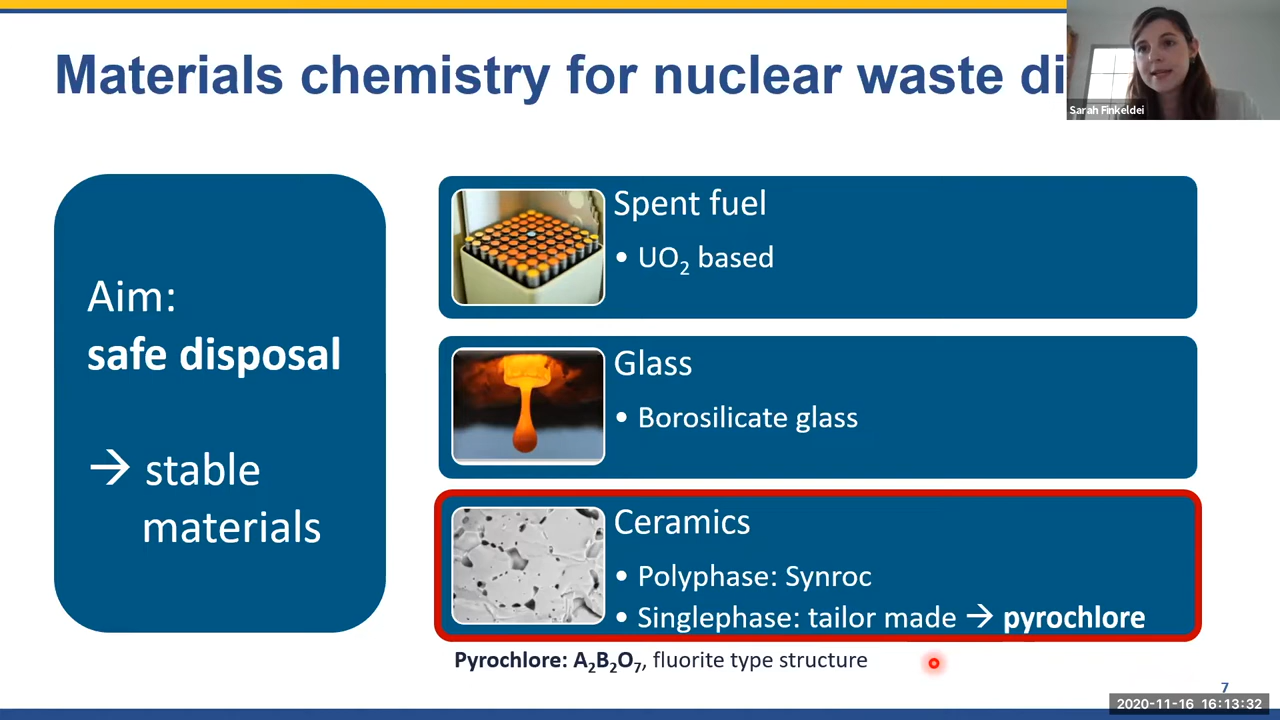 Materials chemistry for nuclear waste di
Sarah Finkeldei
Aim:
safe disposal
→ stable
materials
Spent fuel
• UO₂ based
Glass
• Borosilicate glass
Ceramics
• Polyphase: Synroc
• Singlephase: tailor made → pyrochlore
Pyrochlore: A₂B₂O₇, fluorite type structure
7
2020-11-16 16:13:32